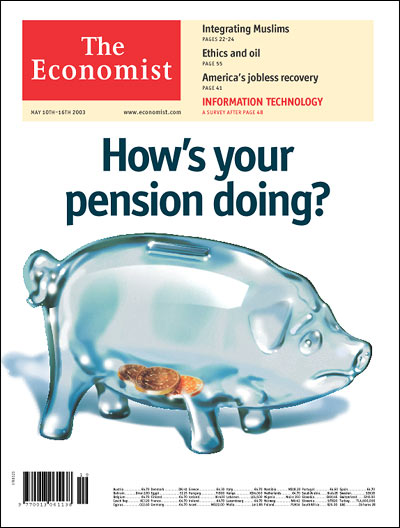 The
Economist
MAY 10TH-16TH 2003
www.economist.com
Integrating Muslims
PAGES 22-24
Ethics and oil
PAGE 55
America's jobless recovery
PAGE 41
INFORMATION TECHNOLOGY
A SURVEY AFTER PAGE 48
How's your
pension doing?